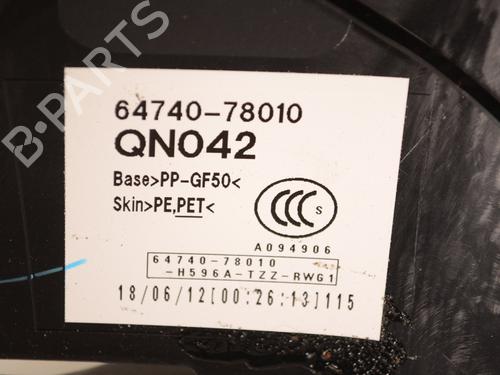 B-PARTS
64740-78010
QN042
Base>PP-GF50<
Skin>PE,PET<
CCC S
A094906
64740-78010
-H596A-TZZ-RWG1
18/06/12[00:26:13]115